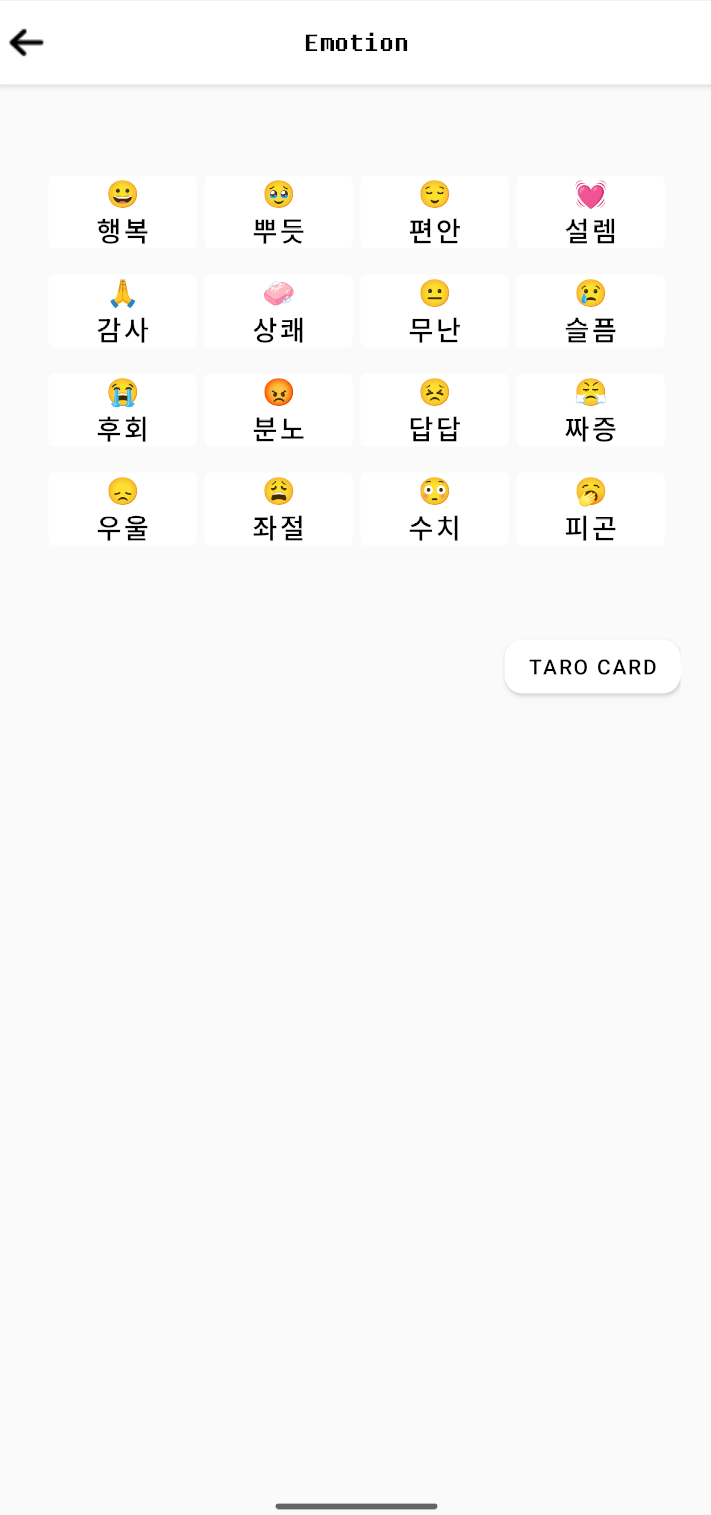 Emotion
행복 뿌듯 편안 설렘
감사 상쾌 무난 슬픔
후회 분노 답답 짜증
우울 좌절 수치 피곤
TARO CARD